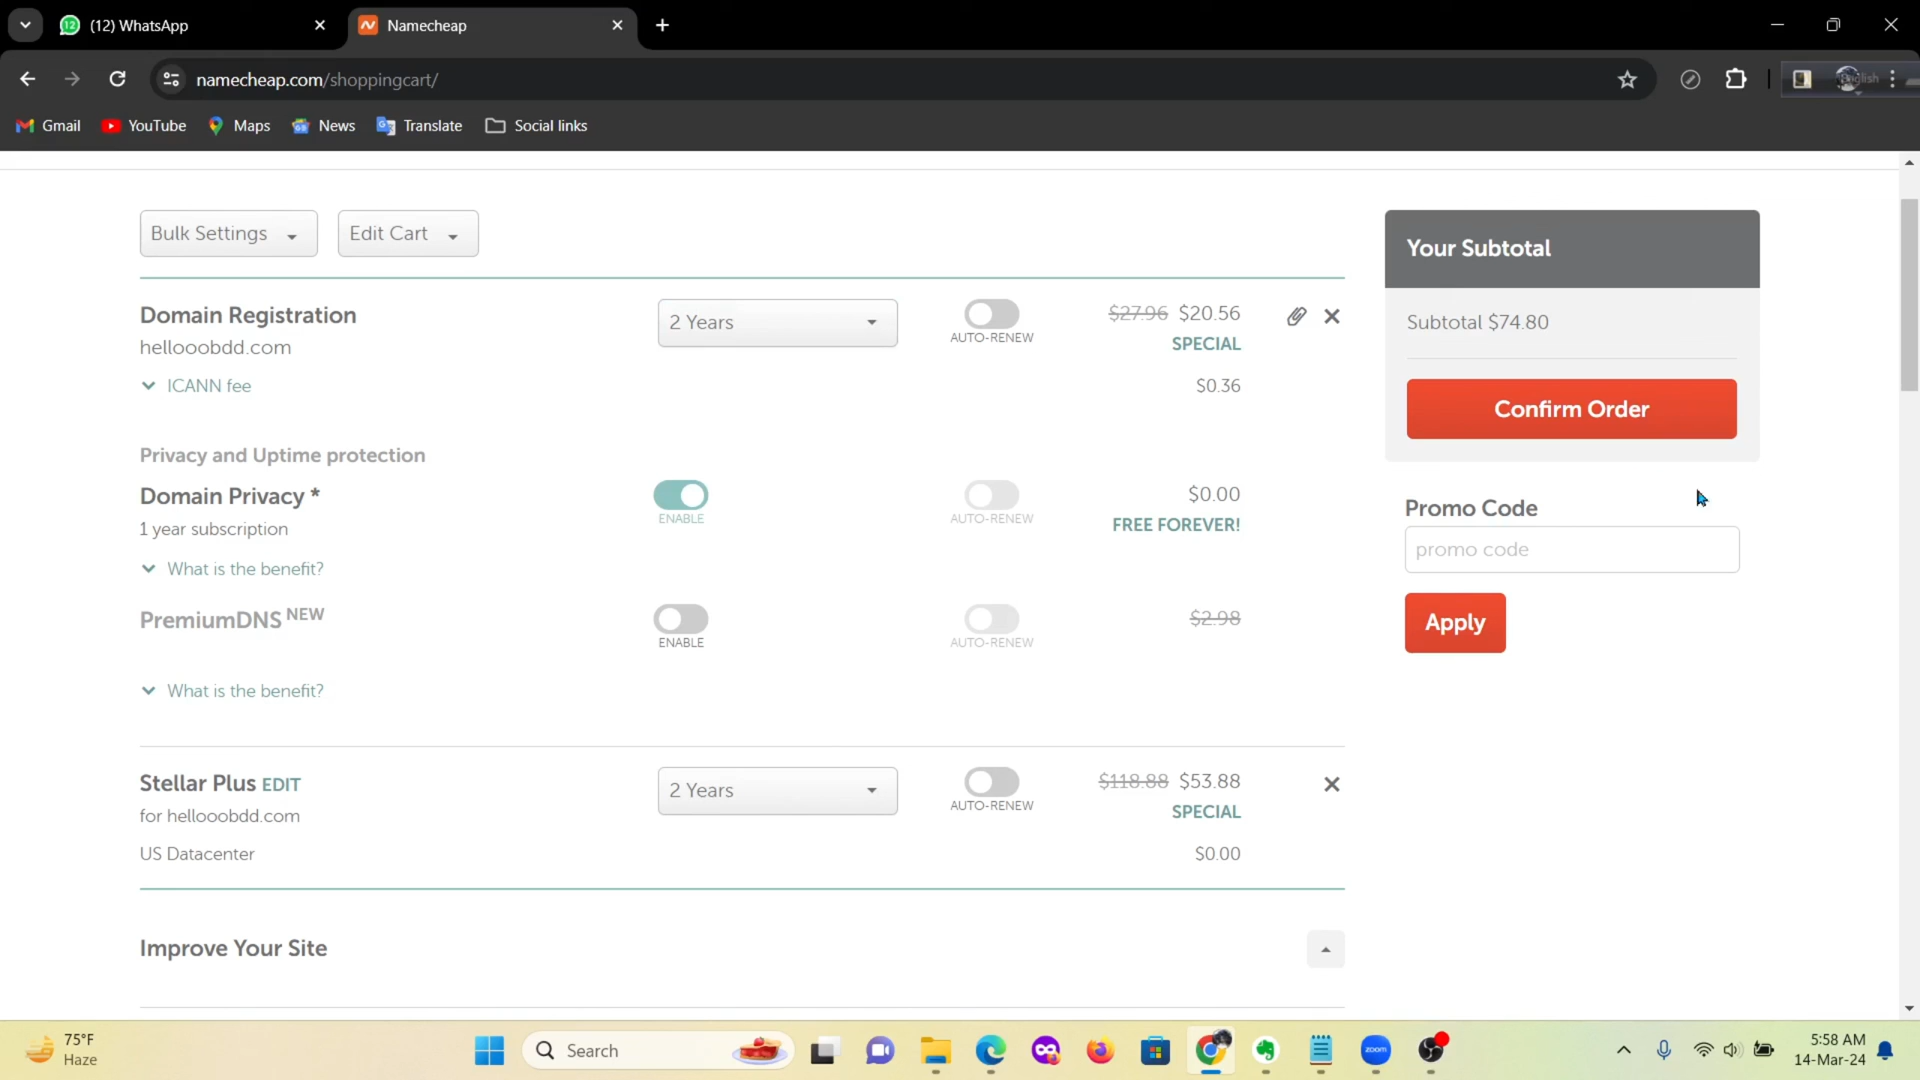 12 (12) WhatsApp
Namecheap
namecheap.com/shoppingcart/
Gmail
YouTube
Maps
News
Translate
Social links
Bulk Settings
Edit Cart
Domain Registration
2 Years
AUTO-RENEW
$27.96 $20.56
SPECIAL
hellooobdd.com
ICANN fee
$0.36
Privacy and Uptime protection
Domain Privacy *
ENABLE
AUTO-RENEW
$0.00
FREE FOREVER!
1 year subscription
What is the benefit?
PremiumDNS NEW
ENABLE
AUTO-RENEW
$2.98
What is the benefit?
Stellar Plus EDIT
2 Years
AUTO-RENEW
$118.88 $53.88
SPECIAL
for hellooobdd.com
US Datacenter
$0.00
Improve Your Site
Your Subtotal
Subtotal $74.80
Confirm Order
Promo Code
promo code
Apply
75°F
Haze
Search
zoom
5:58 AM
14-Mar-24